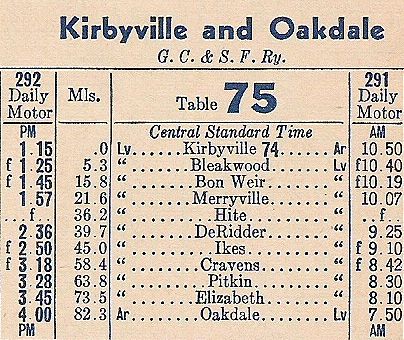 Kirbyville and Oakdale
G. C. & S. F. Ry.
292 Daily Motor Mls. Table 75 291 Daily Motor
PM Central Standard Time AM
1.15 .0 Lv......Kirbyville 74......Ar 10.50
f 1.25 5.3 “......Bleakwood......Lv f10.40
f 1.45 15.8 “......Bon Weir......“ f10.19
1.57 21.6 “......Merryville......“ 10.07
..f.. 36.2 “......Hite......“ ..f..
2.36 39.7 “......DeRidder......“ 9.25
f 2.50 45.0 “......Ikes......“ f 9.10
f 3.18 58.4 “......Cravens......“ f 8.42
3.28 63.8 “......Pitkin......“ 8.30
3.45 73.5 “......Elizabeth......“ 8.10
4.00 82.3 Ar......Oakdale......Lv 7.50
PM AM